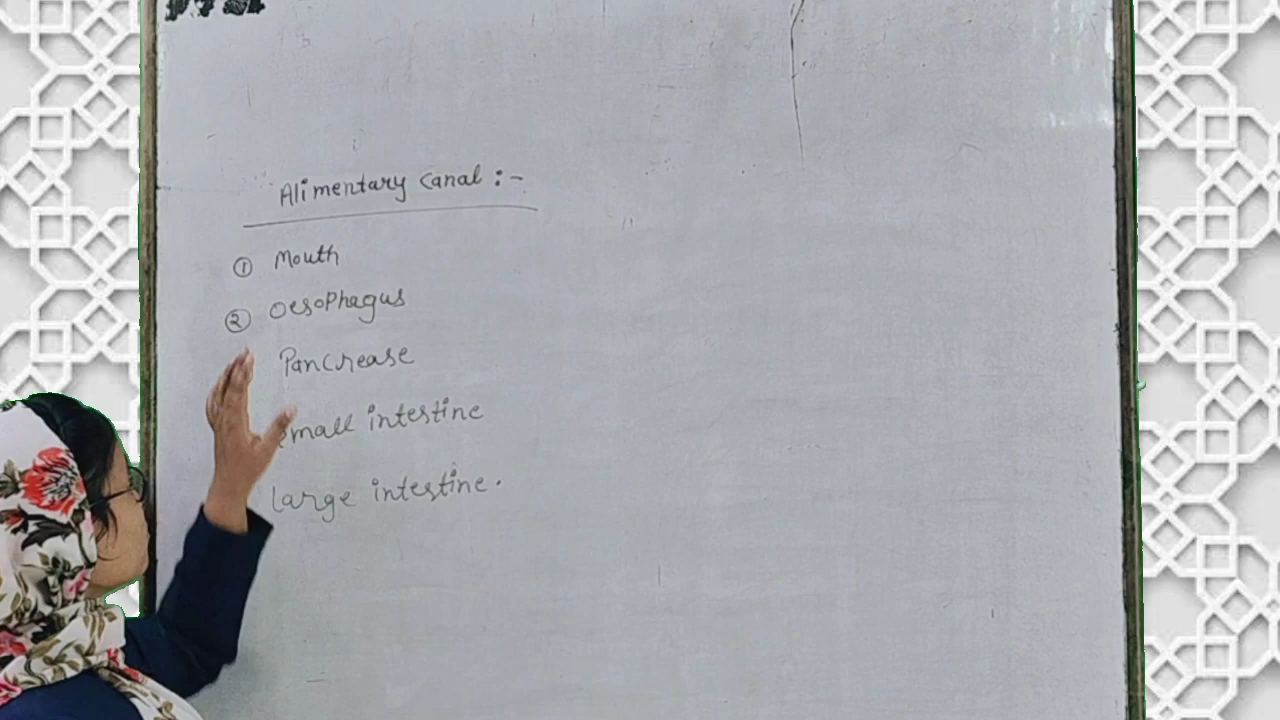 Alimentary Canal :-
① Mouth
② Oesophagus
Pancrease
Small intestine
Large intestine.